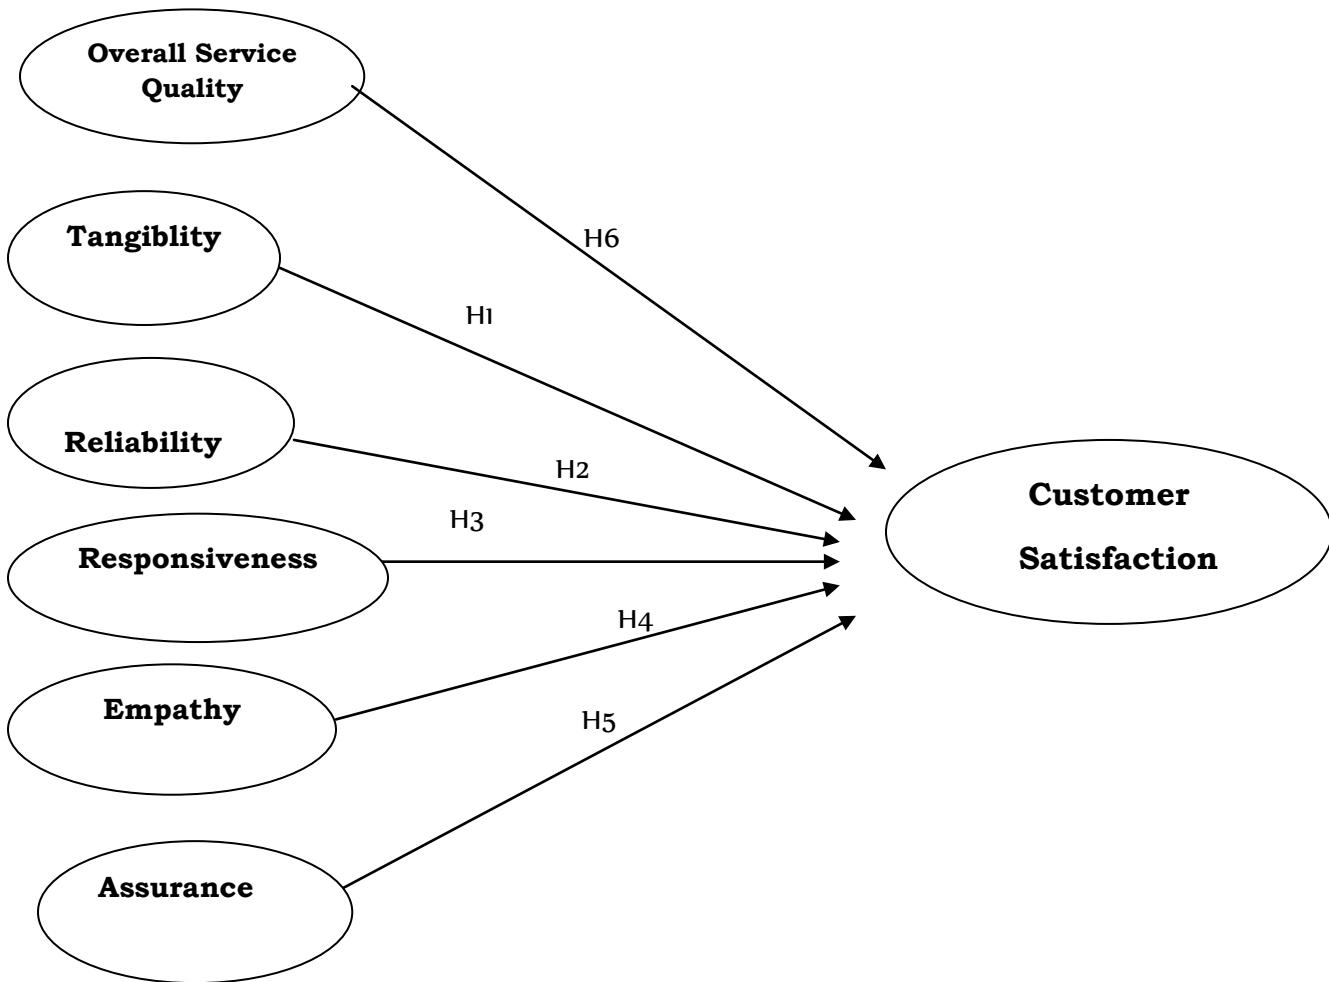 Overall Service
Quality
H6
Tangiblity
H1
Reliability
H2
H3
Responsiveness
Customer
Satisfaction
H4
Empathy
H5
Assurance